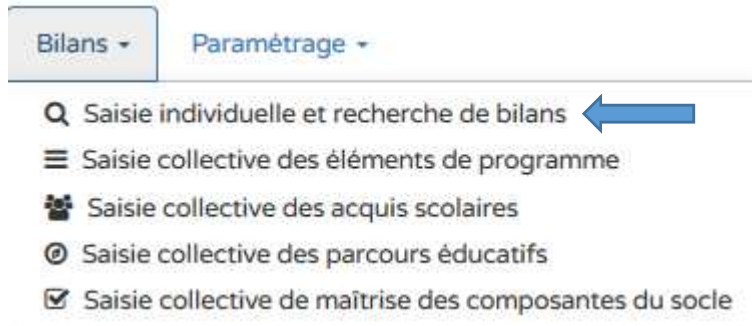 Bilans Paramétrage
Saisie individuelle et recherche de bilans
Saisie collective des éléments de programme
Saisie collective des acquis scolaires
Saisie collective des parcours éducatifs
Saisie collective de maîtrise des composantes du socle